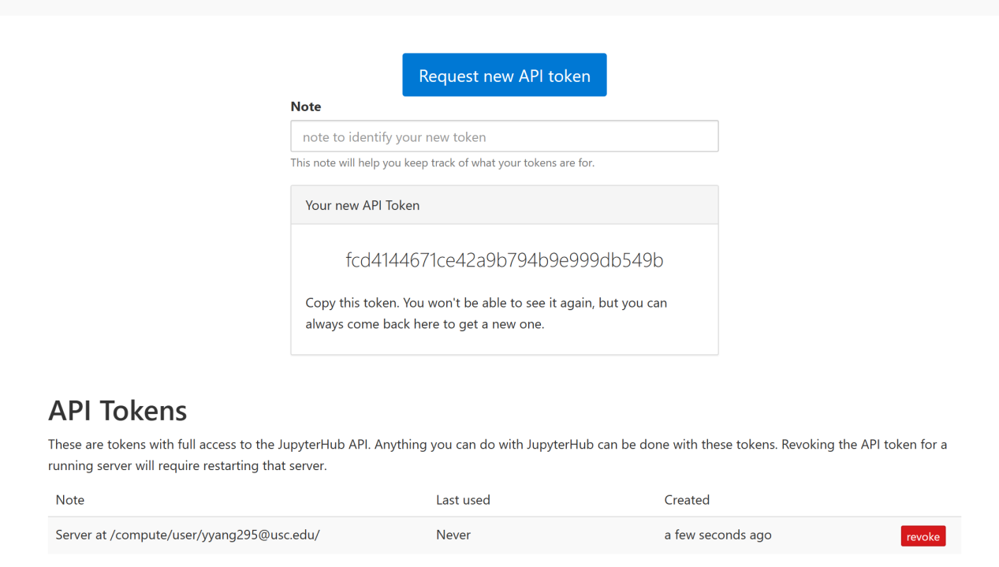 Request new API token
Note
note to identify your new token
This note will help you keep track of what your tokens are for.
Your new API Token
fcd4144671ce42a9b794b9e999db549b
Copy this token. You won't be able to see it again, but you can
always come back here to get a new one.
API Tokens
These are tokens with full access to the JupyterHub API. Anything you can do with JupyterHub can be done with these tokens. Revoking the API token for a
running server will require restarting that server.
Note Last used Created
Server at /compute/user/yyang295@usc.edu/ Never a few seconds ago revoke